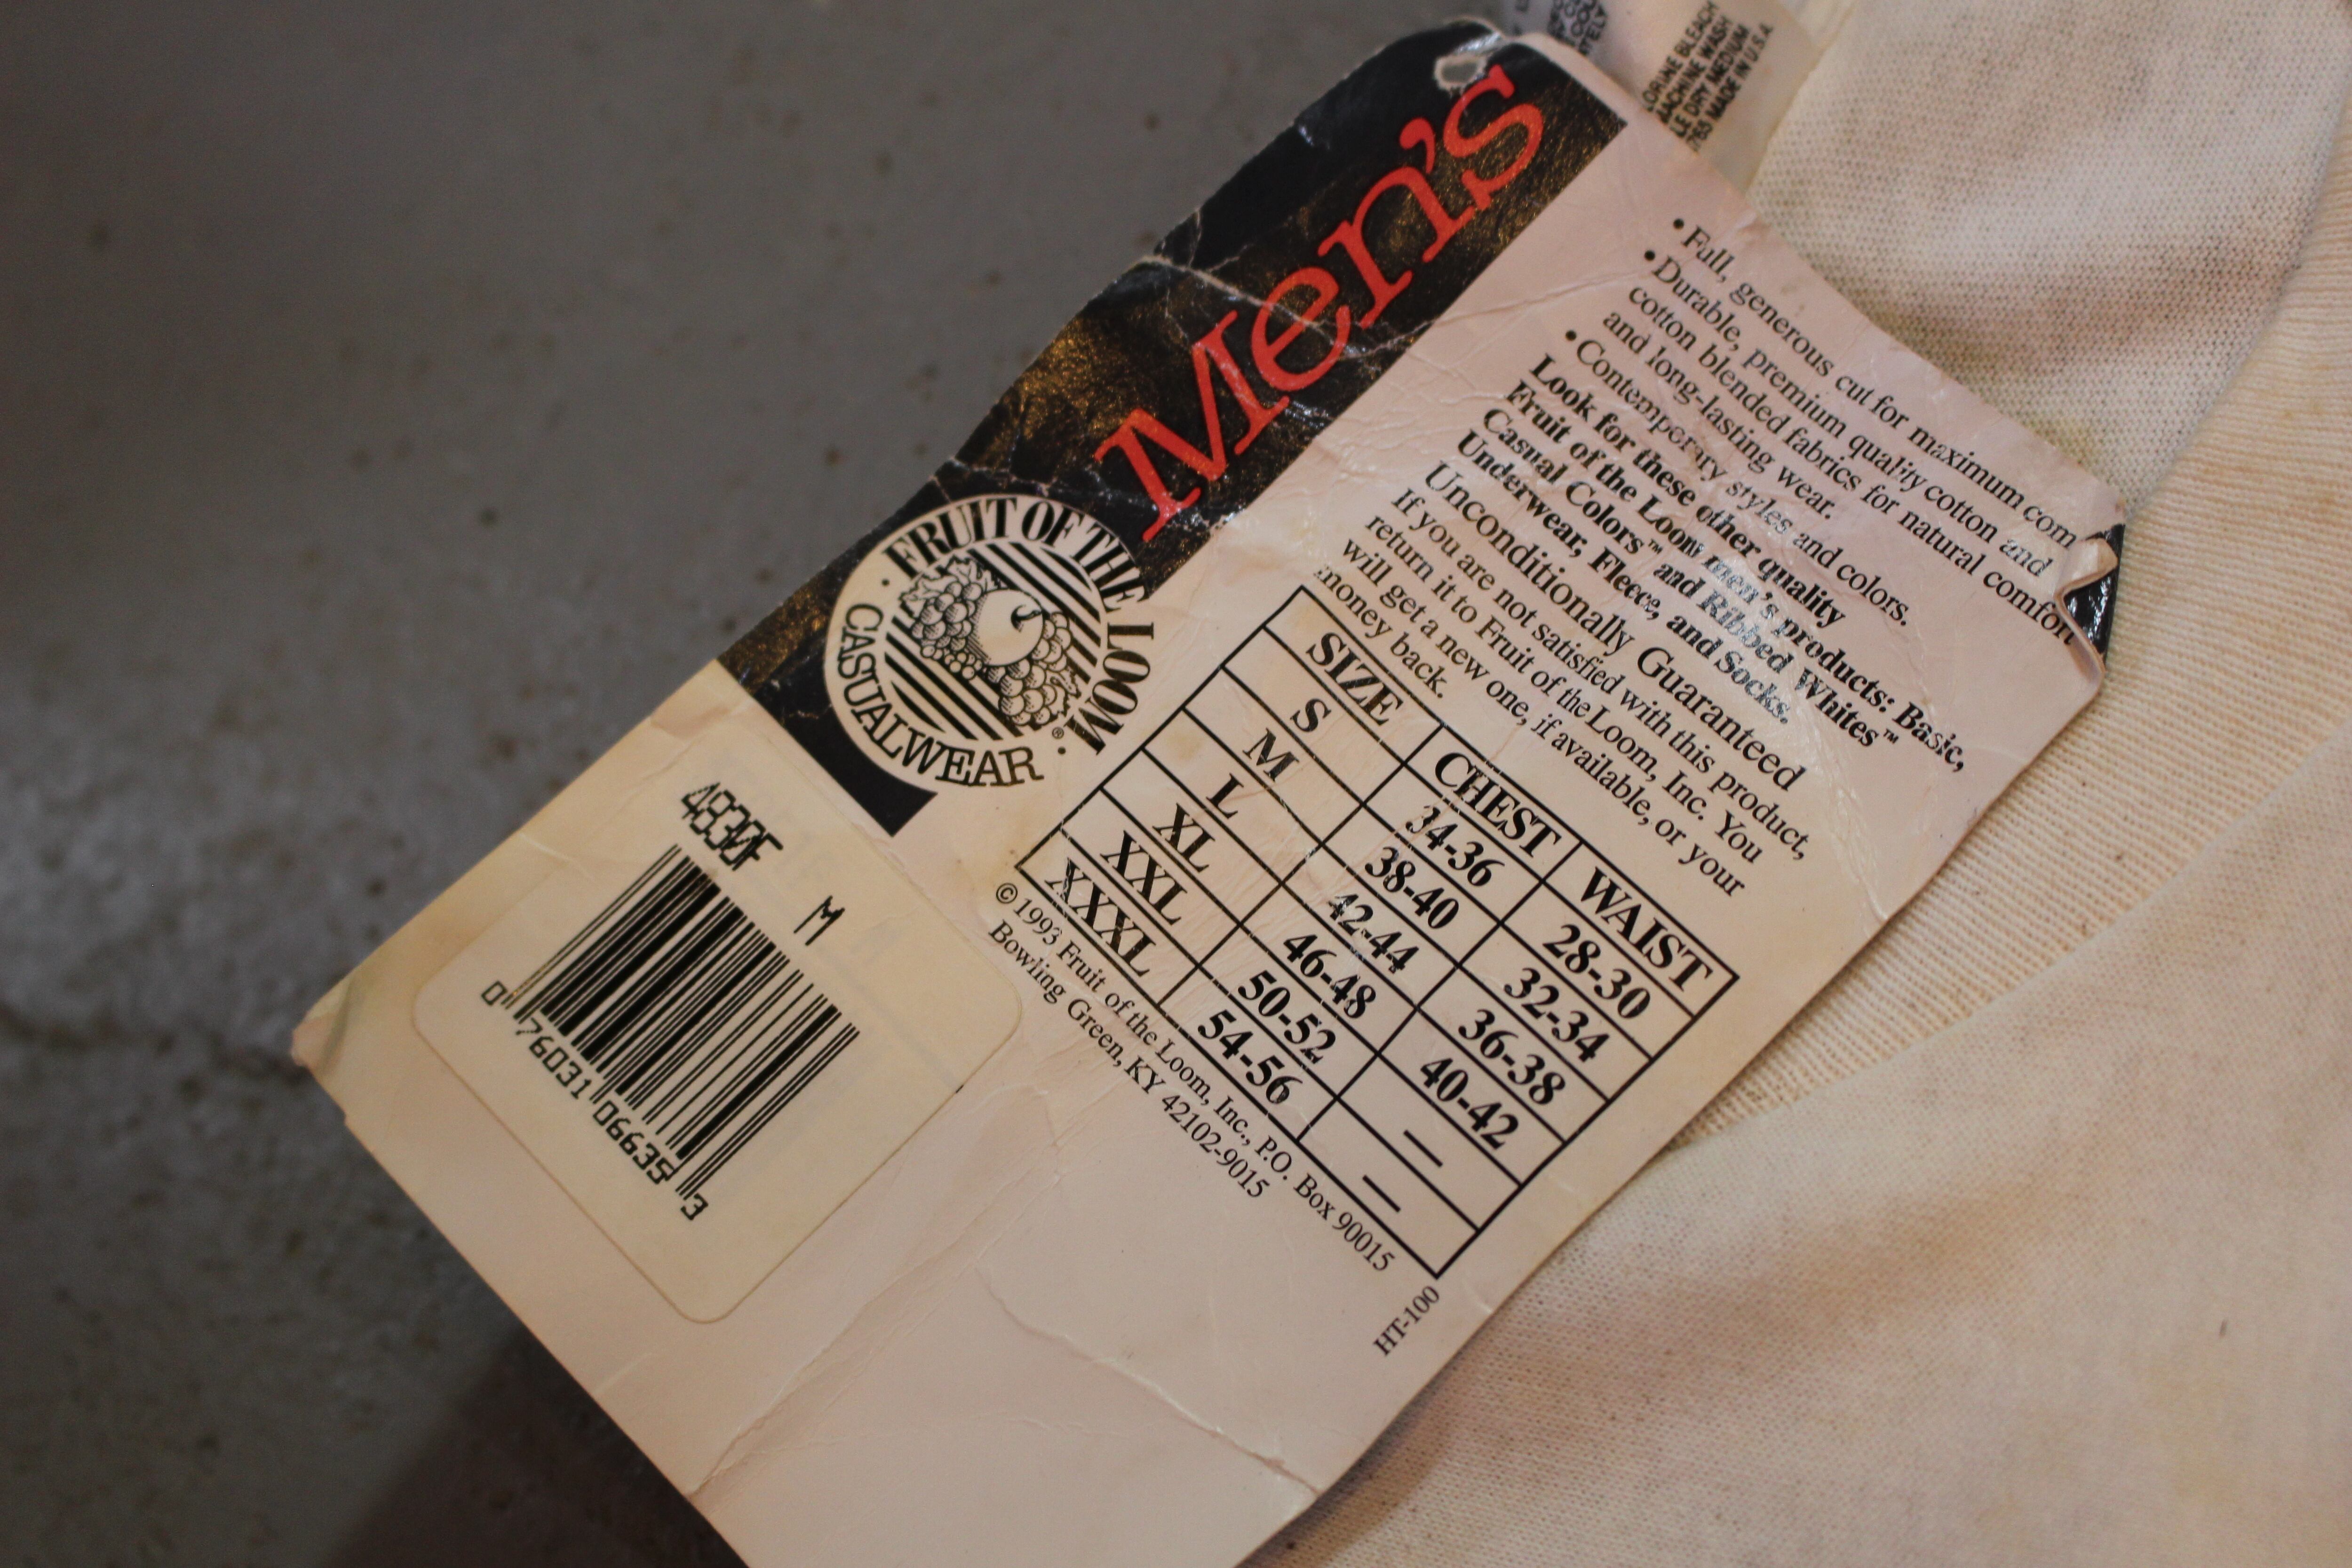 ORINE BLEACH
MACHINE WASH
LE DRY MEDIUM
765 MADE IN U.S.A.
Men's
FRUIT OF THE LOOM
CASUALWEAR ®
• Full, generous cut for maximum com
• Durable, premium quality cotton and
cotton blended fabrics for natural comfort
and long-lasting wear.
• Contemporary styles and colors.
Look for these other quality
Fruit of the Loom men's products: Basic,
Casual Colors™ and Ribbed Whites™
Underwear, Fleece, and Socks.
Unconditionally Guaranteed
If you are not satisfied with this product,
return it to Fruit of the Loom, Inc. You
will get a new one, if available, or your
money back.
SIZE CHEST WAIST
S 34-36 28-30
M 38-40 32-34
L 42-44 36-38
XL 46-48 40-42
XXL 50-52 —
XXXL 54-56 —
© 1993 Fruit of the Loom, Inc., P.O. Box 90015
Bowling Green, KY 42102-9015
HT-100
4830F M
0 76031 06635 3